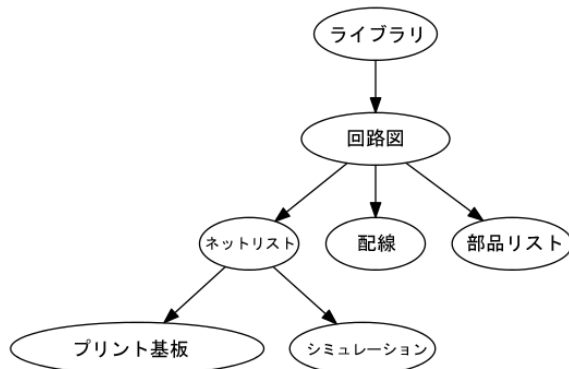 ライブラリ
回路図
ネットリスト
配線
部品リスト
プリント基板
シミュレーション